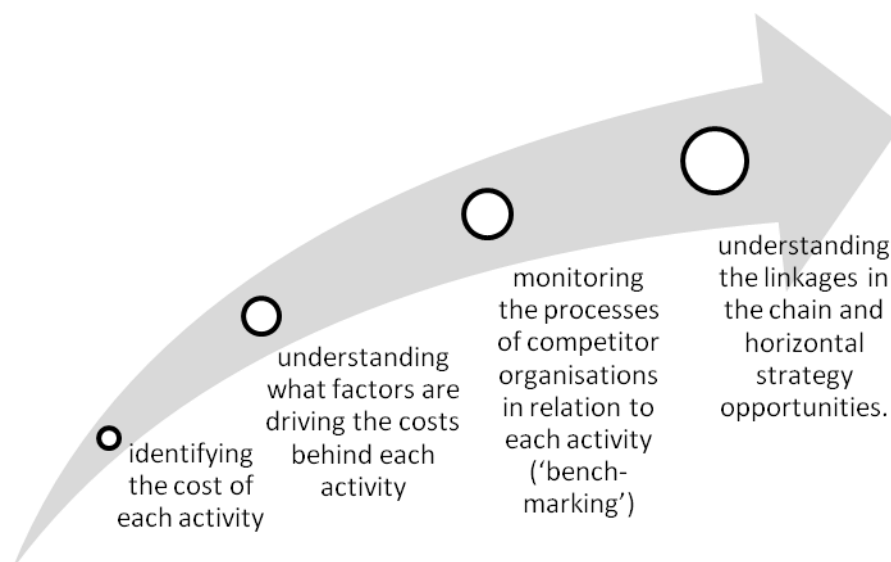 identifying
the cost of
each activity
understanding
what factors are
driving the costs
behind each
activity
monitoring
the processes
of competitor
organisations
in relation to
each activity
(‘bench-
marking’)
understanding
the linkages in
the chain and
horizontal
strategy
opportunities.